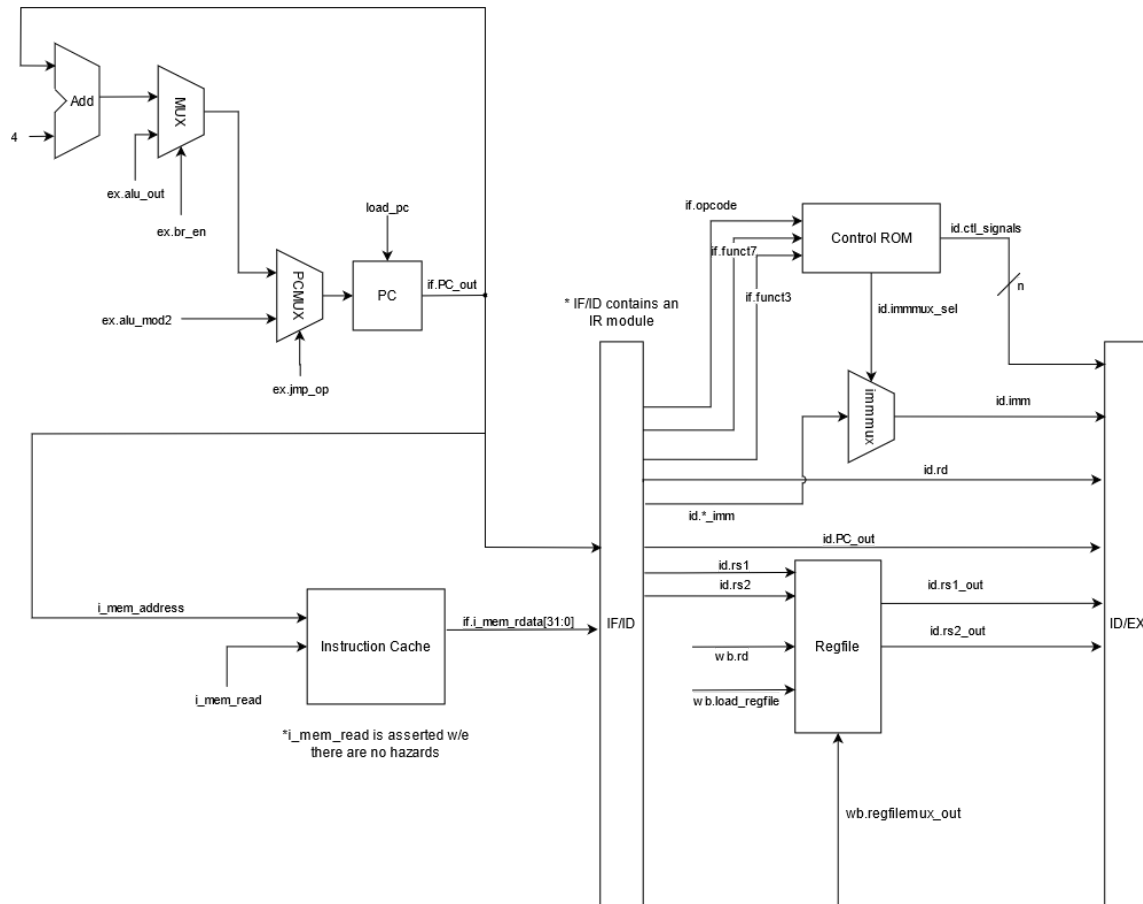 Add
MUX
4
ex.alu_out
ex.br_en
load_pc
PCMUX
PC
if.PC_out
ex.alu_mod2
ex.jmp_op
* IF/ID contains an
IR module
if.opcode
if.funct7
if.funct3
Control ROM
id.ctl_signals
n
id.immmux_sel
immmux
id.imm
id.rd
id.*_imm
id.PC_out
id.rs1
id.rs2
id.rs1_out
id.rs2_out
i_mem_address
Instruction Cache
if.i_mem_rdata[31:0]
IF/ID
Regfile
ID/EX
wb.rd
wb.load_regfile
i_mem_read
*i_mem_read is asserted w/e
there are no hazards
wb.regfilemux_out